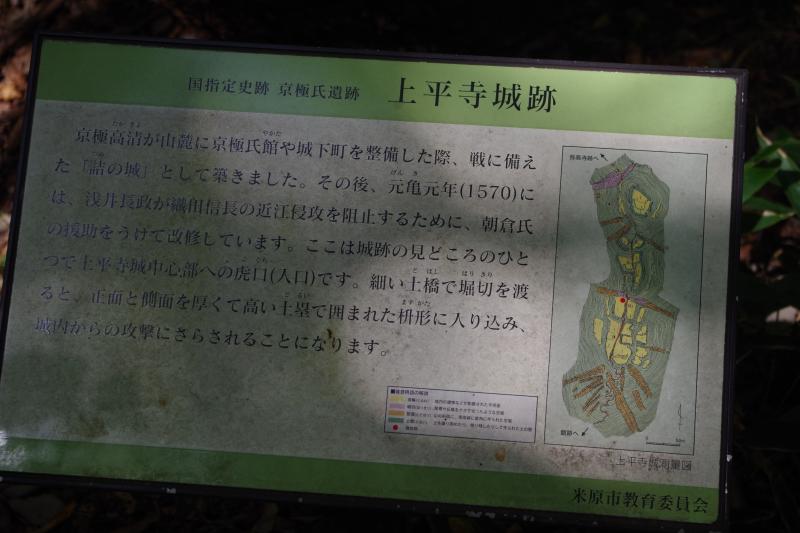 国指定史跡 京極氏遺跡 上平寺城跡
京極高清が山麓に京極氏館や城下町を整備した際、戦に備え
た「詰の城」として築きました。その後、元亀元年(1570)に
は、浅井長政が織田信長の近江侵攻を阻止するために、朝倉氏
の援助をうけて改修しています。ここは城跡の見どころのひと
つで上平寺城中心部への虎口(入口)です。細い土橋で堀切を渡
ると、正面と側面を厚くて高い土塁で囲まれた枡形に入り込み、
城内からの攻撃にさらされることになります。
上平寺城測量図
米原市教育委員会